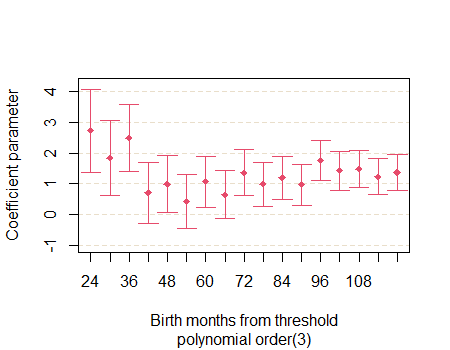 Coefficient parameter
4
3
2
1
0
-1
24 36 48 60 72 84 96 108
Birth months from threshold
polynomial order(3)